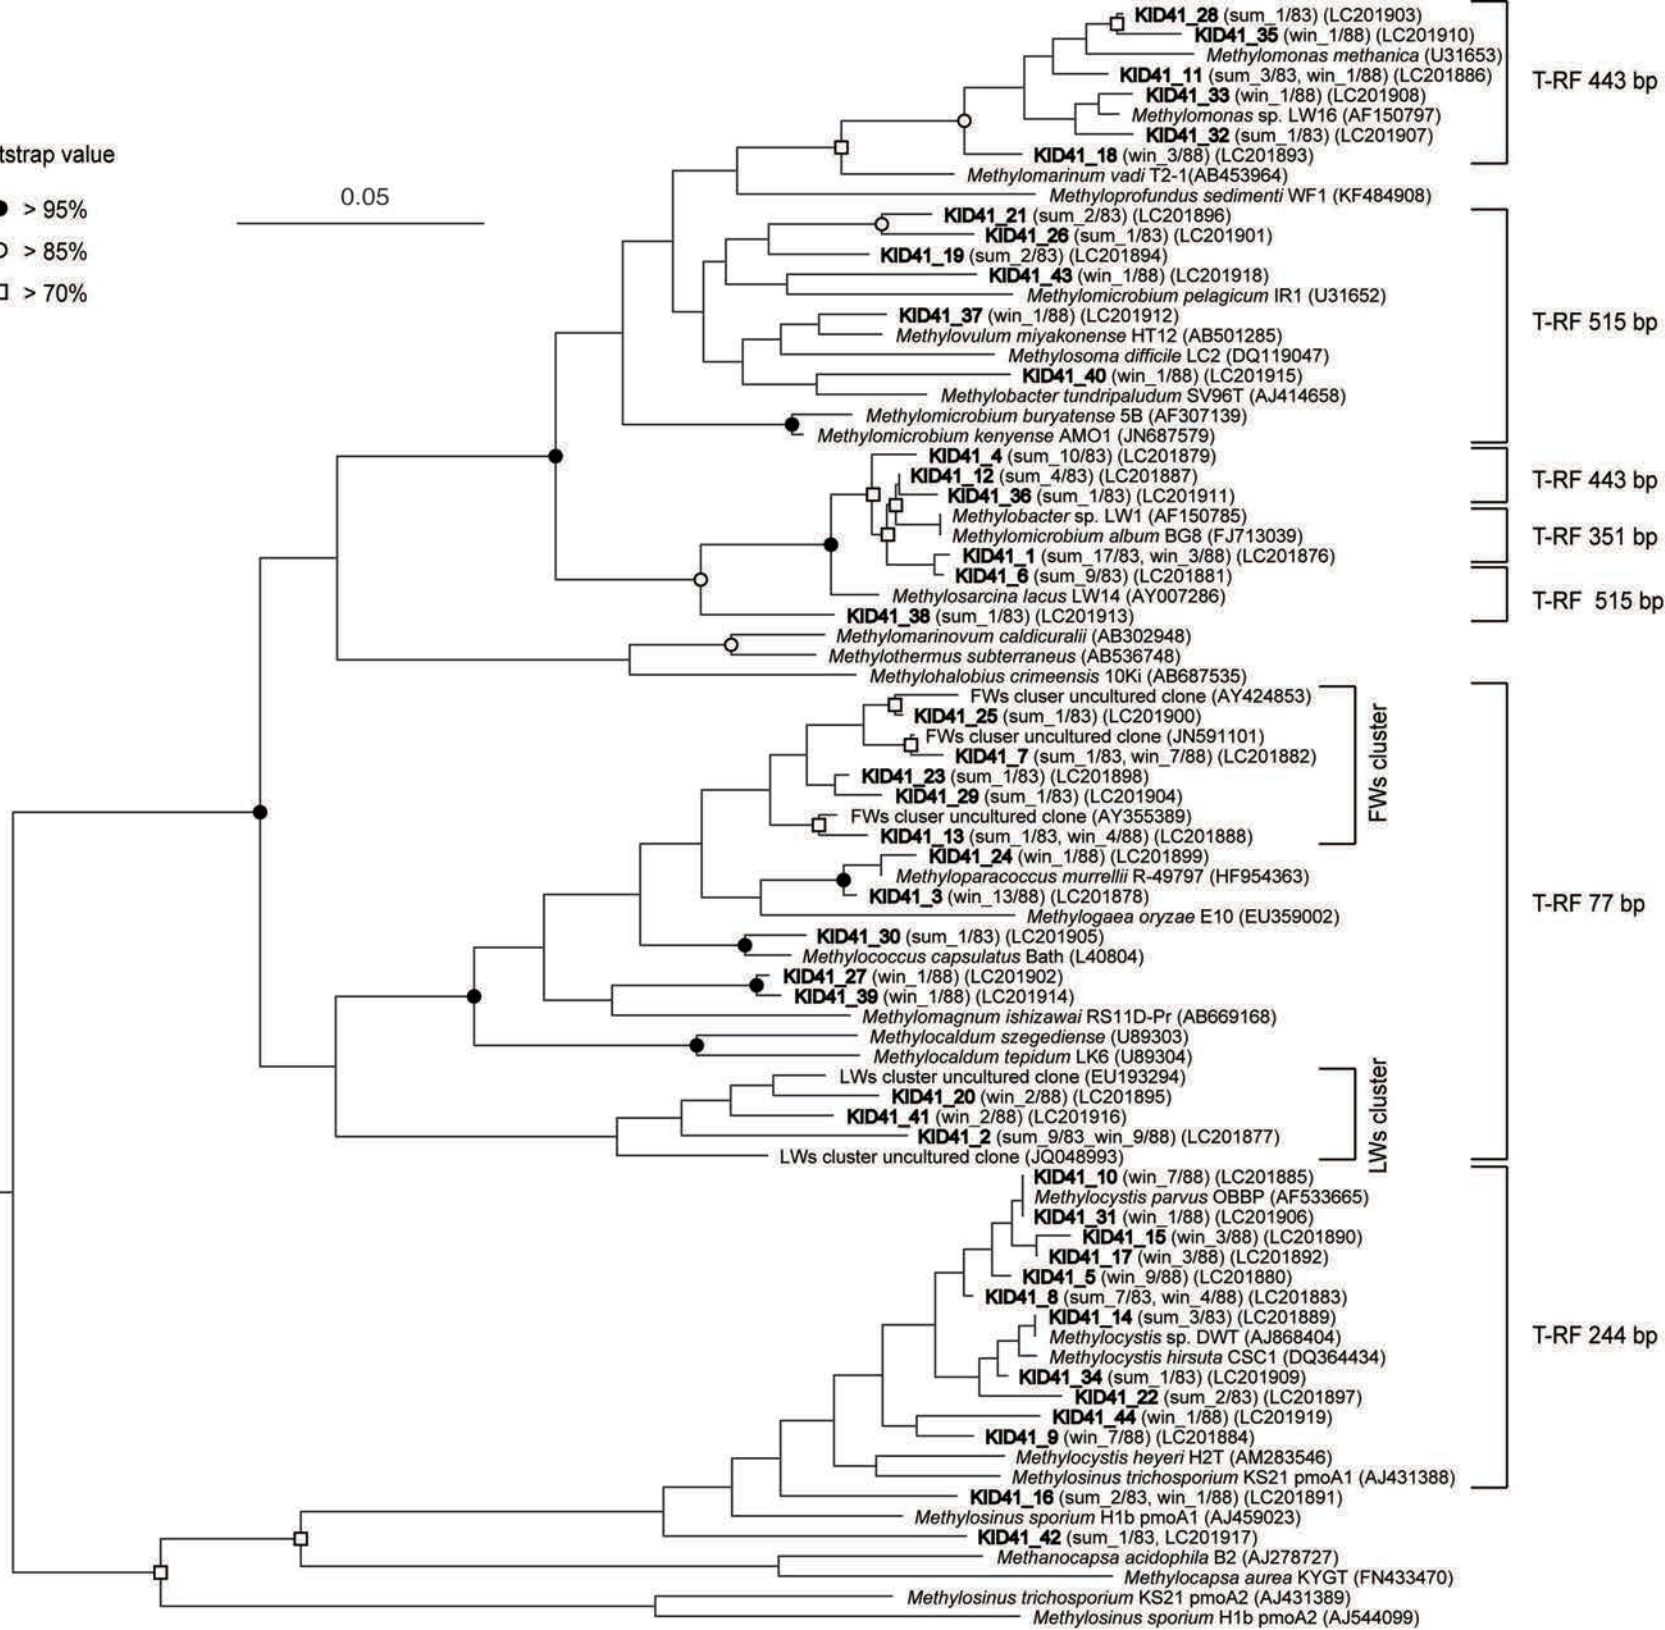 KID41_28 (sum_1/83) (LC201903)
KID41_35 (win_1/88) (LC201910)
Methylomonas methanica (U31653)
KID41_11 (sum_3/83, win_1/88) (LC201886)
T-RF 443 bp
KID41_33 (win_1/88) (LC201908)
Methylomonas sp. LW16 (AF150797)
KID41_32 (sum_1/83) (LC201907)
KID41_18 (win_3/88) (LC201893)
tstrap value
Methylomarinum vadi T2-1(AB453964)
Methyloprofundus sedimenti WF1 (KF484908)
0.05
> 95%
> 85%
> 70%
KID41_21 (sum_2/83) (LC201896)
KID41_26 (sum_1/83) (LC201901)
KID41_19 (sum_2/83) (LC201894)
KID41_43 (win_1/88) (LC201918)
Methylomicrobium pelagicum IR1 (U31652)
KID41_37 (win_1/88) (LC201912)
T-RF 515 bp
Methylovulum miyakonense HT12 (AB501285)
Methylosoma difficile LC2 (DQ119047)
KID41_40 (win_1/88) (LC201915)
Methylobacter tundripaludum SV96T (AJ414658)
Methylomicrobium buryatense 5B (AF307139)
Methylomicrobium kenyense AMO1 (JN687579)
KID41_4 (sum_10/83) (LC201879)
KID41_12 (sum_4/83) (LC201887)
T-RF 443 bp
KID41_36 (sum_1/83) (LC201911)
Methylobacter sp. LW1 (AF150785)
Methylomicrobium album BG8 (FJ713039)
T-RF 351 bp
KID41_1 (sum_17/83, win_3/88) (LC201876)
KID41_6 (sum_9/83) (LC201881)
Methylosarcina lacus LW14 (AY007286)
T-RF 515 bp
KID41_38 (sum_1/83) (LC201913)
Methylomarinovum caldicuralii (AB302948)
Methylothermus subterraneus (AB536748)
Methylohalobius crimeensis 10Ki (AB687535)
FWs cluser uncultured clone (AY424853)
KID41_25 (sum_1/83) (LC201900)
FWs cluser uncultured clone (JN591101)
KID41_7 (sum_1/83, win_7/88) (LC201882)
FWs cluster
KID41_23 (sum_1/83) (LC201898)
KID41_29 (sum_1/83) (LC201904)
FWs cluser uncultured clone (AY355389)
KID41_13 (sum_1/83, win_4/88) (LC201888)
KID41_24 (win_1/88) (LC201899)
Methyloparacoccus murrellii R-49797 (HF954363)
KID41_3 (win_13/88) (LC201878)
T-RF 77 bp
Methylogaea oryzae E10 (EU359002)
KID41_30 (sum_1/83) (LC201905)
Methylococcus capsulatus Bath (L40804)
KID41_27 (win_1/88) (LC201902)
KID41_39 (win_1/88) (LC201914)
Methylomagnum ishizawai RS11D-Pr (AB669168)
Methylocaldum szegediense (U89303)
Methylocaldum tepidum LK6 (U89304)
LWs cluster uncultured clone (EU193294)
KID41_20 (win_2/88) (LC201895)
KID41_41 (win_2/88) (LC201916)
LWs cluster
KID41_2 (sum_9/83_win_9/88) (LC201877)
LWs cluster uncultured clone (JQ048993)
KID41_10 (win_7/88) (LC201885)
Methylocystis parvus OBBP (AF533665)
KID41_31 (win_1/88) (LC201906)
KID41_15 (win_3/88) (LC201890)
KID41_17 (win_3/88) (LC201892)
KID41_5 (win_9/88) (LC201880)
KID41_8 (sum_7/83, win_4/88) (LC201883)
KID41_14 (sum_3/83) (LC201889)
Methylocystis sp. DWT (AJ868404)
T-RF 244 bp
Methylocystis hirsuta CSC1 (DQ364434)
KID41_34 (sum_1/83) (LC201909)
KID41_22 (sum_2/83) (LC201897)
KID41_44 (win_1/88) (LC201919)
KID41_9 (win_7/88) (LC201884)
Methylocystis heyeri H2T (AM283546)
Methylosinus trichosporium KS21 pmoA1 (AJ431388)
KID41_16 (sum_2/83, win_1/88) (LC201891)
Methylosinus sporium H1b pmoA1 (AJ459023)
KID41_42 (sum_1/83, LC201917)
Methanocapsa acidophila B2 (AJ278727)
Methylocapsa aurea KYGT (FN433470)
Methylosinus trichosporium KS21 pmoA2 (AJ431389)
Methylosinus sporium H1b pmoA2 (AJ544099)